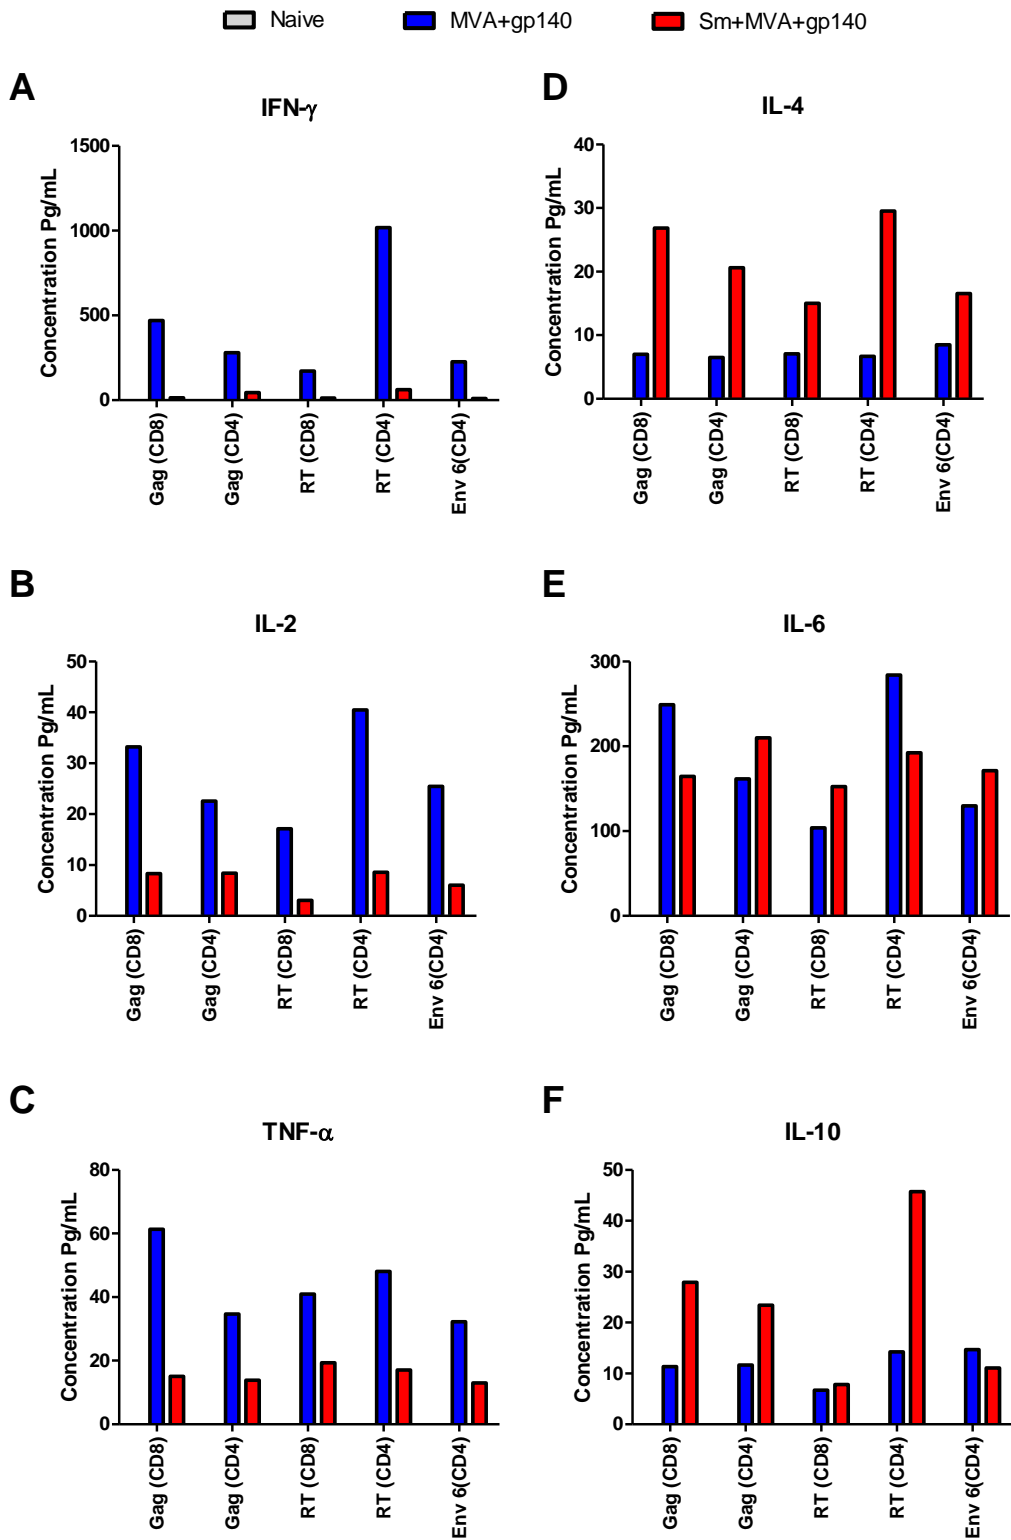 Naive MVA+gp140 Sm+MVA+gp140
A
IFN-γ
Concentration Pg/mL
1500
1000
500
0
Gag (CD8)
Gag (CD4)
RT (CD8)
RT (CD4)
Env 6(CD4)
D
IL-4
Concentration Pg/mL
40
30
20
10
0
Gag (CD8)
Gag (CD4)
RT (CD8)
RT (CD4)
Env 6(CD4)
B
IL-2
Concentration Pg/mL
50
40
30
20
10
0
Gag (CD8)
Gag (CD4)
RT (CD8)
RT (CD4)
Env 6(CD4)
E
IL-6
Concentration Pg/mL
300
200
100
0
Gag (CD8)
Gag (CD4)
RT (CD8)
RT (CD4)
Env 6(CD4)
C
TNF-α
Concentration Pg/mL
80
60
40
20
0
Gag (CD8)
Gag (CD4)
RT (CD8)
RT (CD4)
Env 6(CD4)
F
IL-10
Concentration Pg/mL
50
40
30
20
10
0
Gag (CD8)
Gag (CD4)
RT (CD8)
RT (CD4)
Env 6(CD4)